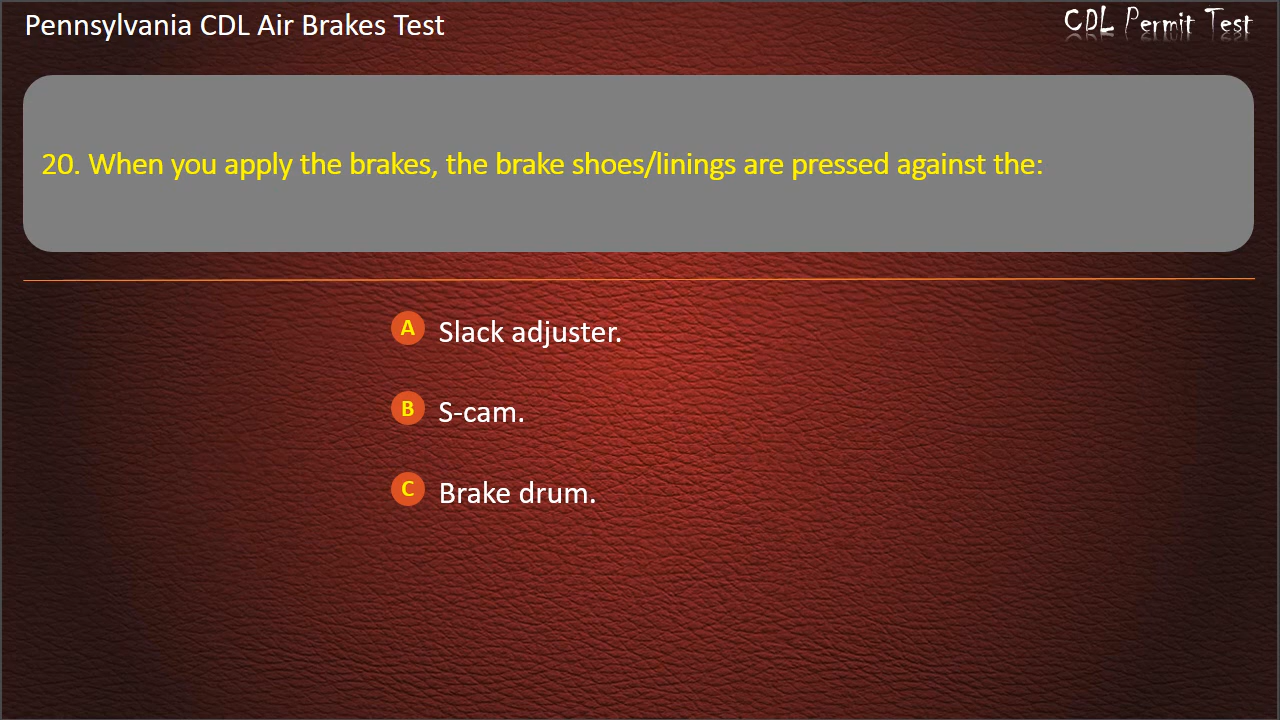 Pennsylvania CDL Air Brakes Test
CDL Permit Test
20. When you apply the brakes, the brake shoes/linings are pressed against the:
A Slack adjuster.
B S-cam.
C Brake drum.